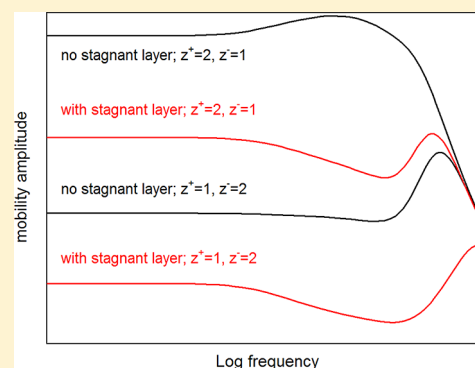 no stagnant layer; z⁺=2, z⁻=1
with stagnant layer; z⁺=2, z⁻=1
mobility amplitude
no stagnant layer; z⁺=1, z⁻=2
with stagnant layer; z⁺=1, z⁻=2
Log frequency